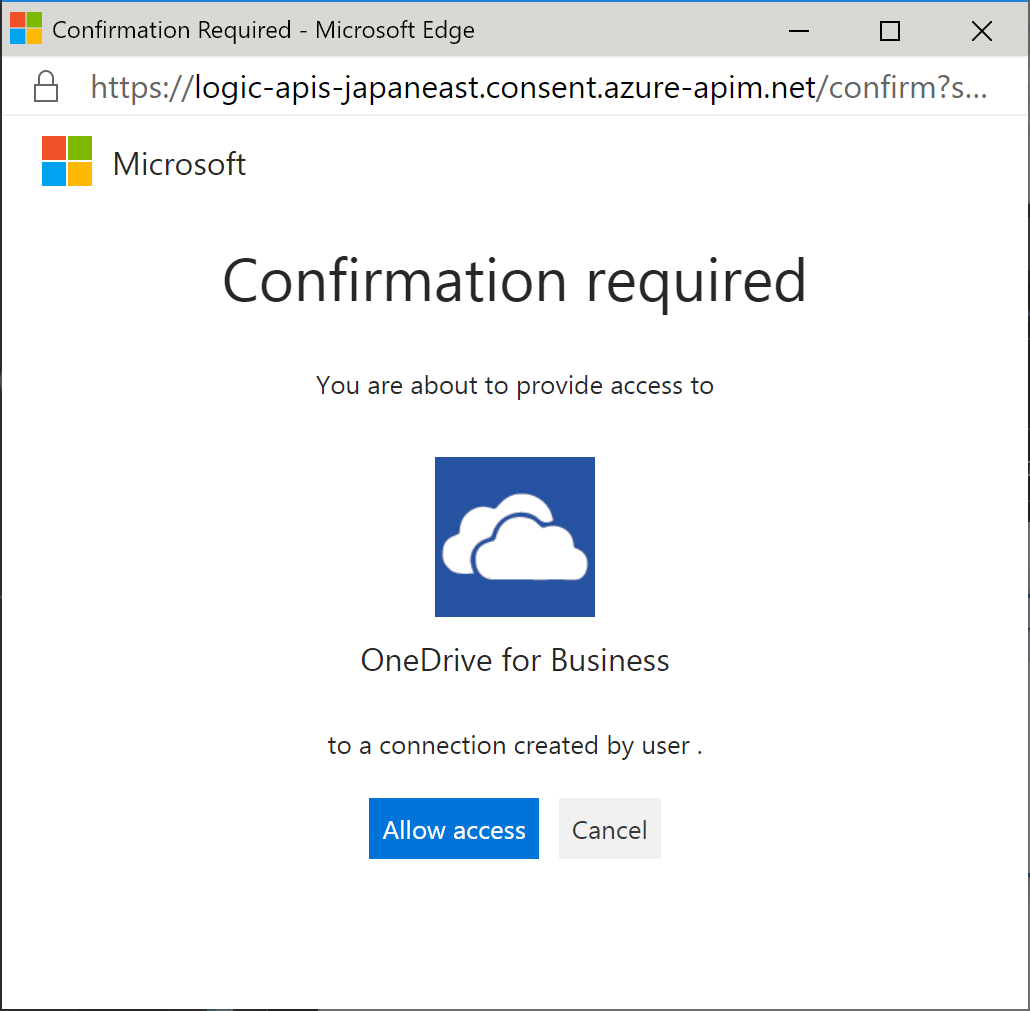 Confirmation Required - Microsoft Edge
https://logic-apis-japaneast.consent.azure-apim.net/confirm?s...
Microsoft
Confirmation required
You are about to provide access to
OneDrive for Business
to a connection created by user .
Allow access
Cancel